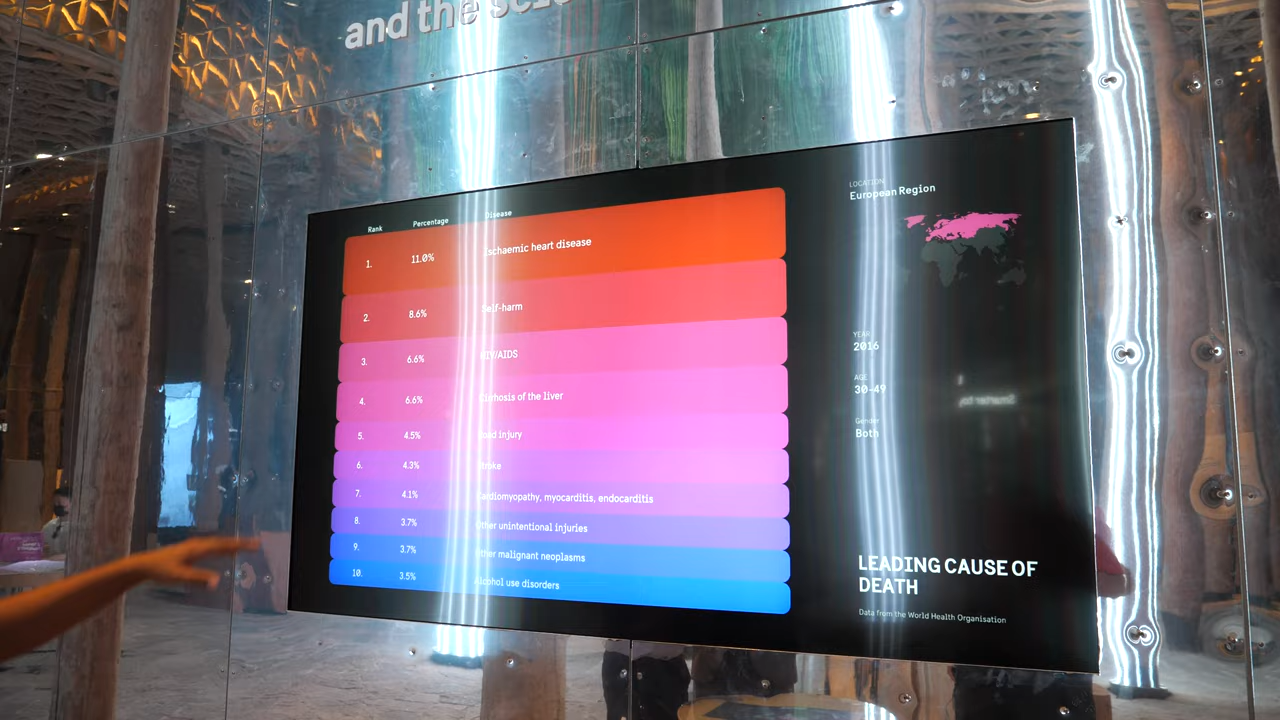 and the
Rank Percentage Disease
1. 11.0% Ischaemic heart disease
2. 8.6% Self-harm
3. 6.6% HIV/AIDS
4. 6.6% Cirrhosis of the liver
5. 4.5% Road injury
6. 4.3% Stroke
7. 4.1% Cardiomyopathy, myocarditis, endocarditis
8. 3.7% Other unintentional injuries
9. 3.7% Other malignant neoplasms
10. 3.5% Alcohol use disorders
LOCATION
European Region
YEAR
2016
AGE
30-49
Gender
Both
LEADING CAUSE OF
DEATH
Data from the World Health Organisation